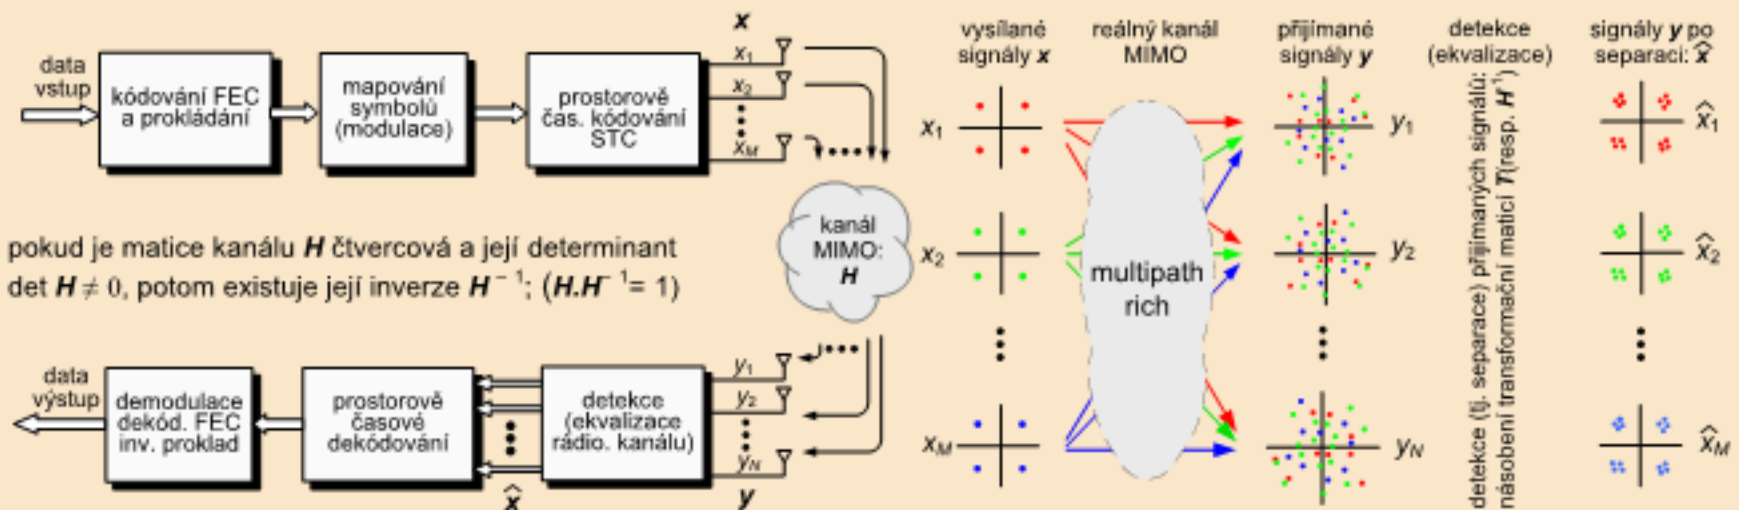 data
vstup
kódování FEC
a prokládání
mapování
symbolů
(modulace)
prostorově
čas. kódování
STC
x
x1
x2
xM
kanál
MIMO:
H
pokud je matice kanálu H čtvercová a její determinant
det H ≠ 0, potom existuje její inverze H⁻¹; (H.H⁻¹= 1)
data
výstup
demodulace
dekód. FEC
inv. proklad
prostorově
časové
dekódování
x̂
detekce
(ekvalizace
rádio. kanálu)
y1
y2
yN
y
vysílané
signály x
reálný kanál
MIMO
přijímané
signály y
detekce
(ekvalizace)
signály y po
separaci: x̂
x1
x2
xM
multipath
rich
y1
y2
yN
detekce (tj. separace) přijímaných signálů:
násobení transformační maticí T(resp. H⁻¹)
x̂1
x̂2
x̂M